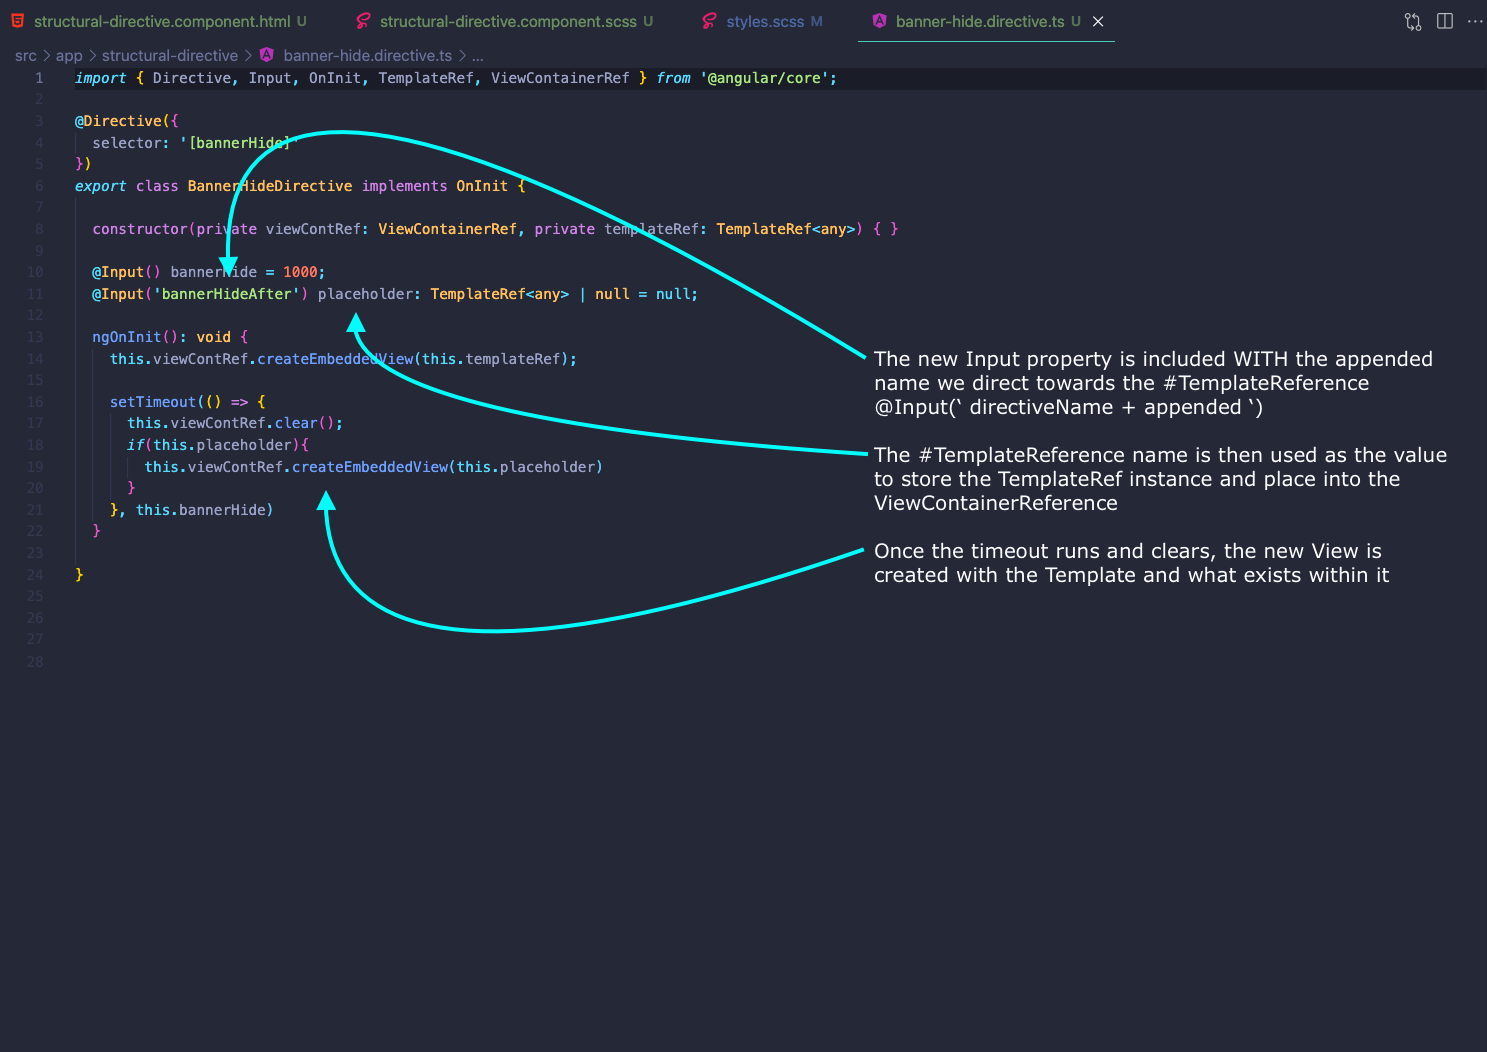 structural-directive.component.html U structural-directive.component.scss U styles.scss M banner-hide.directive.ts U
src > app > structural-directive > banner-hide.directive.ts > ...
1 import { Directive, Input, OnInit, TemplateRef, ViewContainerRef } from '@angular/core';
2
3 @Directive({
4 selector: '[bannerHide]'
5 })
6 export class BannerHideDirective implements OnInit {
7
8 constructor(private viewContRef: ViewContainerRef, private templateRef: TemplateRef<any>) { }
9
10 @Input() bannerHide = 1000;
11 @Input('bannerHideAfter') placeholder: TemplateRef<any> | null = null;
12
13 ngOnInit(): void {
14 this.viewContRef.createEmbeddedView(this.templateRef);
15
16 setTimeout(() => {
17 this.viewContRef.clear();
18 if(this.placeholder){
19 this.viewContRef.createEmbeddedView(this.placeholder)
20 }
21 }, this.bannerHide)
22 }
23
24 }
25
26
27
28
The new Input property is included WITH the appended
name we direct towards the #TemplateReference
@Input(‘ directiveName + appended ‘)
The #TemplateReference name is then used as the value
to store the TemplateRef instance and place into the
ViewContainerReference
Once the timeout runs and clears, the new View is
created with the Template and what exists within it